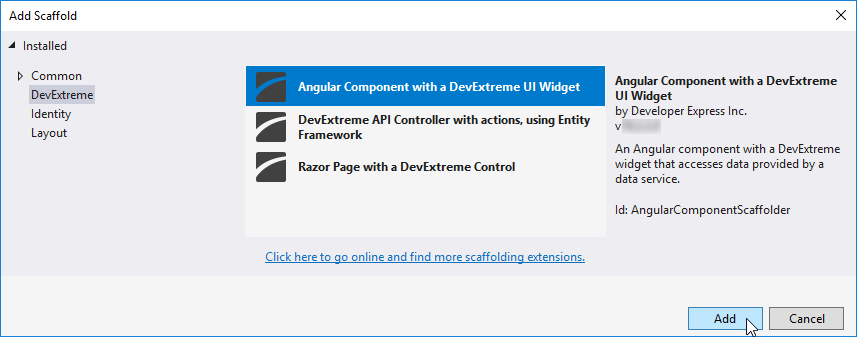 Add Scaffold
Installed
Common
DevExtreme
Identity
Layout
Angular Component with a DevExtreme UI Widget
DevExtreme API Controller with actions, using Entity
Framework
Razor Page with a DevExtreme Control
Click here to go online and find more scaffolding extensions.
Angular Component with a DevExtreme
UI Widget
by Developer Express Inc.
v
An Angular component with a DevExtreme
widget that accesses data provided by a
data service.
Id: AngularComponentScaffolder
Add
Cancel